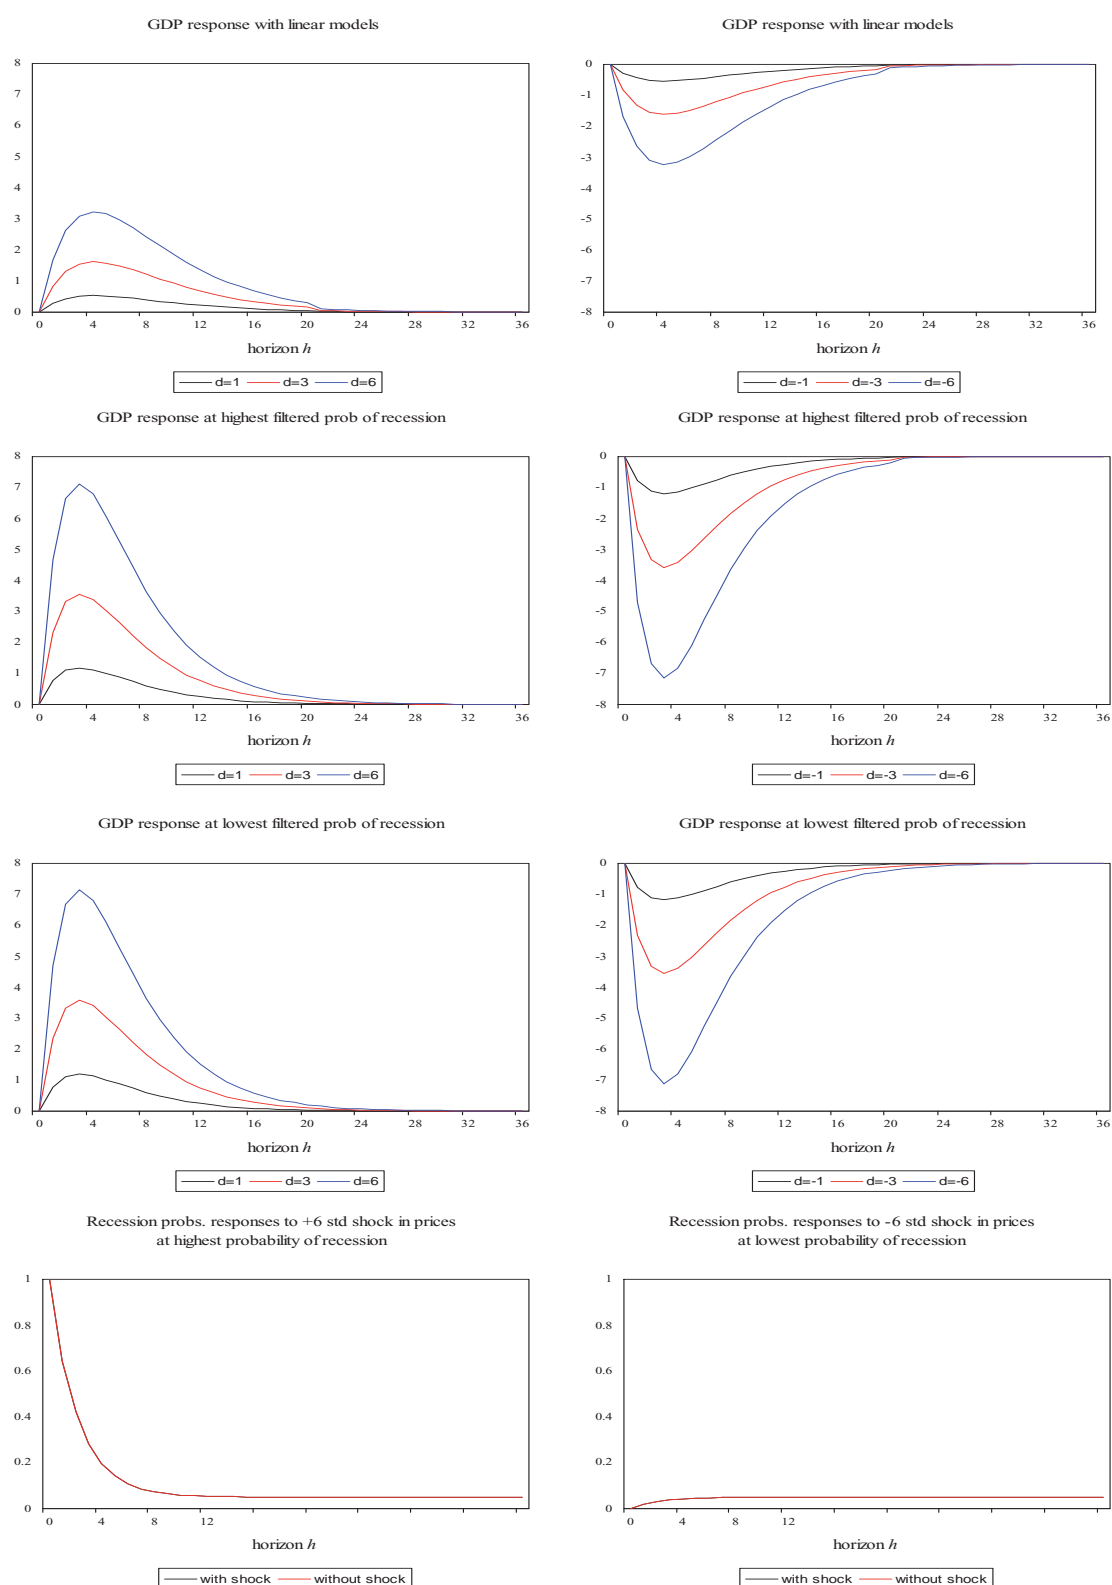 GDP response with linear models
8
7
6
5
4
3
2
1
0
0 4 8 12 16 20 24 28 32 36
horizon h
d=1 d=3 d=6
GDP response with linear models
0
-1
-2
-3
-4
-5
-6
-7
-8
0 4 8 12 16 20 24 28 32 36
horizon h
d=-1 d=-3 d=-6
GDP response at highest filtered prob of recession
8
7
6
5
4
3
2
1
0
0 4 8 12 16 20 24 28 32 36
horizon h
d=1 d=3 d=6
GDP response at highest filtered prob of recession
0
-1
-2
-3
-4
-5
-6
-7
-8
0 4 8 12 16 20 24 28 32 36
horizon h
d=-1 d=-3 d=-6
GDP response at lowest filtered prob of recession
8
7
6
5
4
3
2
1
0
0 4 8 12 16 20 24 28 32 36
horizon h
d=1 d=3 d=6
GDP response at lowest filtered prob of recession
0
-1
-2
-3
-4
-5
-6
-7
-8
0 4 8 12 16 20 24 28 32 36
horizon h
d=-1 d=-3 d=-6
Recession probs. responses to +6 std shock in prices
at highest probability of recession
1
0.8
0.6
0.4
0.2
0
0 4 8 12
horizon h
with shock without shock
Recession probs. responses to -6 std shock in prices
at lowest probability of recession
1
0.8
0.6
0.4
0.2
0
0 4 8 12
horizon h
with shock without shock